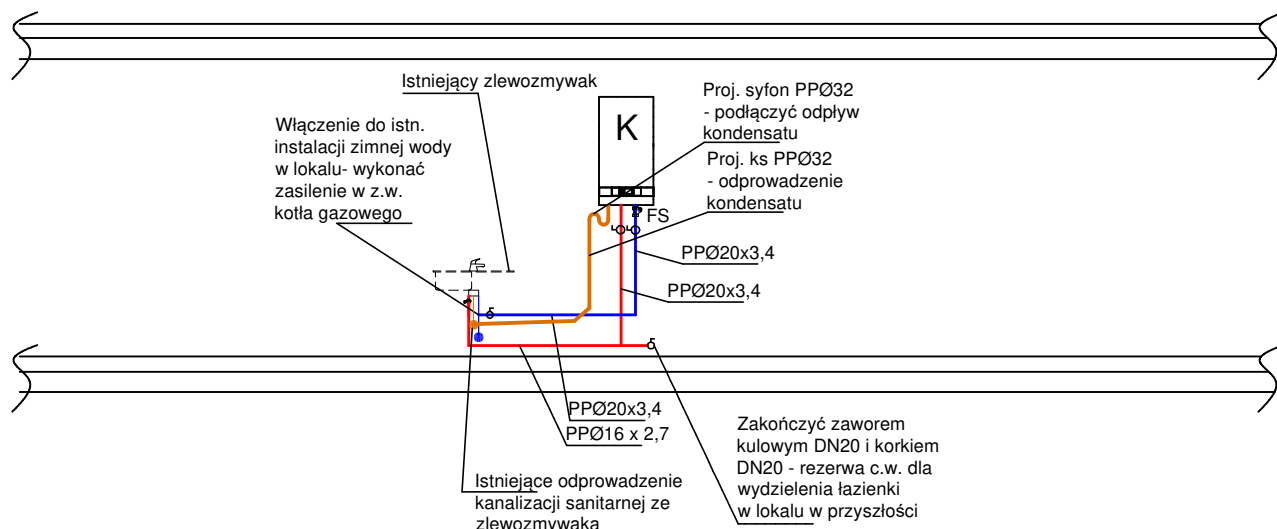 Istniejący zlewozmywak
Włączenie do istn.
instalacji zimnej wody
w lokalu- wykonać
zasilenie w z.w.
kotła gazowego
K
Proj. syfon PPØ32
- podłączyć odpływ
kondensatu
Proj. ks PPØ32
- odprowadzenie
kondensatu
FS
PPØ20x3,4
PPØ20x3,4
PPØ20x3,4
PPØ16 x 2,7
Istniejące odprowadzenie
kanalizacji sanitarnej ze
zlewozmywaka
Zakończyć zaworem
kulowym DN20 i korkiem
DN20 - rezerwa c.w. dla
wydzielenia łazienki
w lokalu w przyszłości